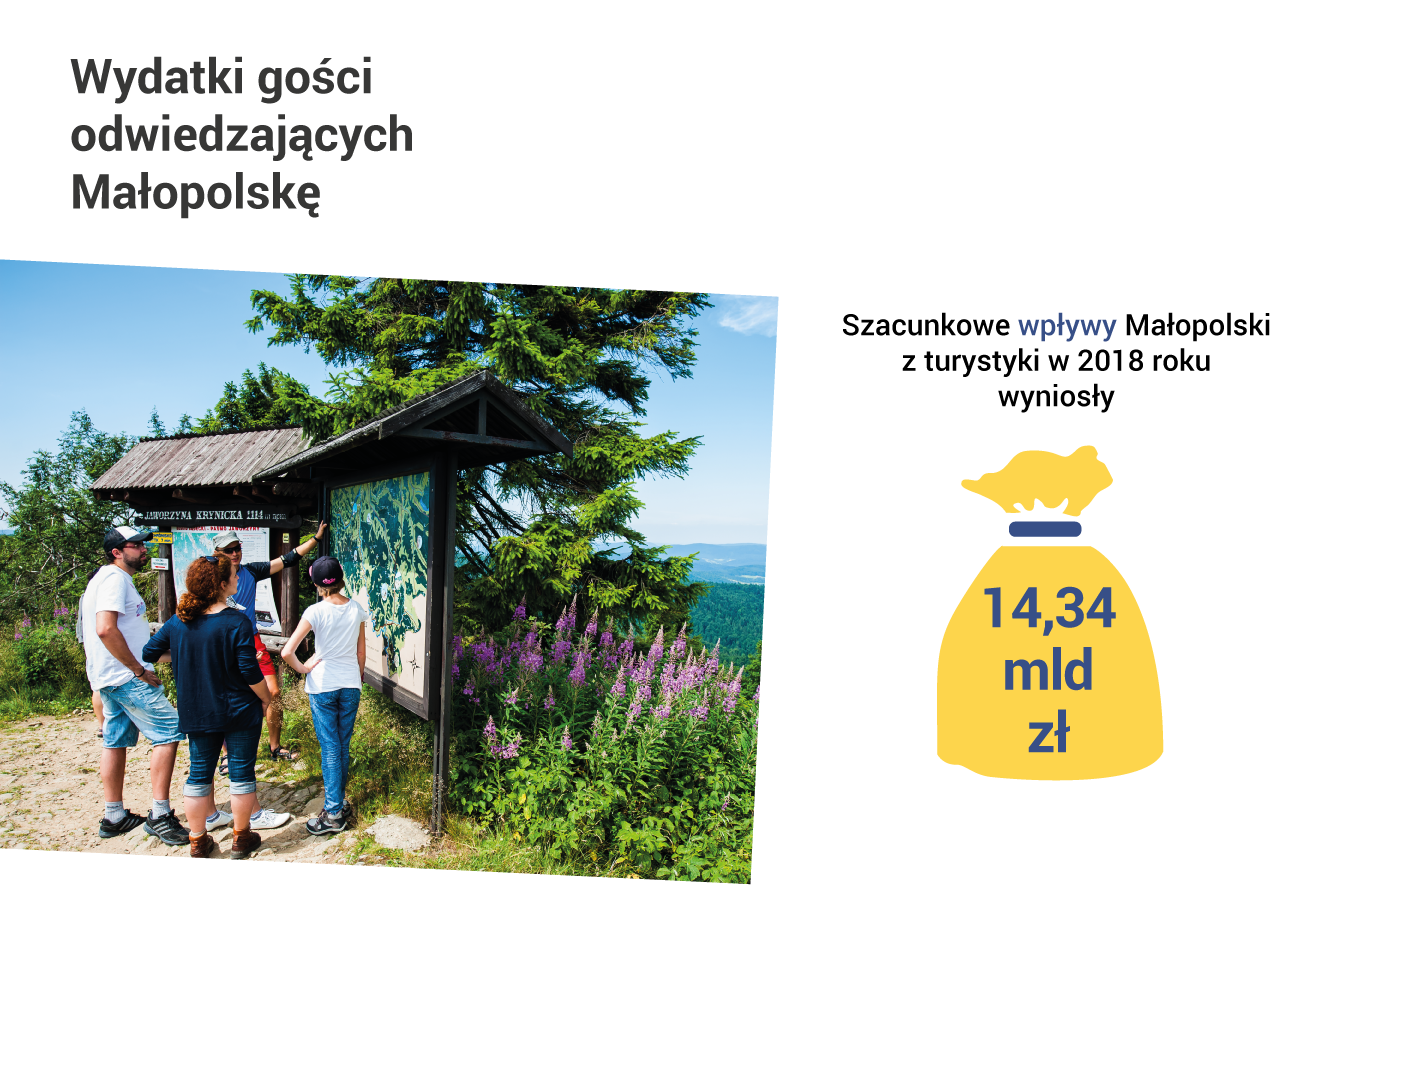 Wydatki gości
odwiedzających
Małopolskę
Szacunkowe wpływy Małopolski
z turystyki w 2018 roku
wyniosły
14,34
mld
zł
JAWORZYNA KRYNICKA 1114